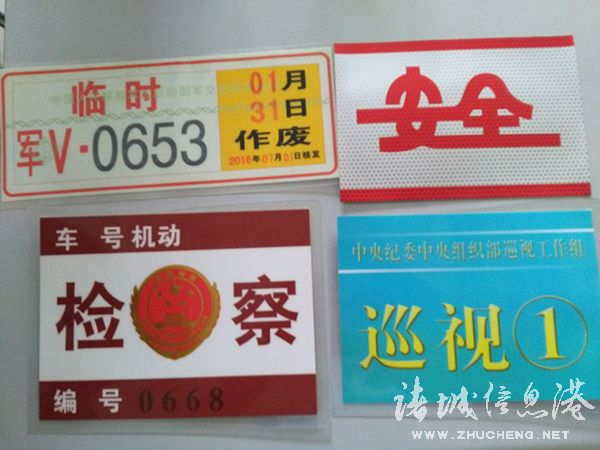 临时
军V·0653
01月
31日
作废
2015年07月01日核发
安全
车 号 机动
检 察
编 号 0668
中央纪委中央组织部巡视工作组
巡视①
诸城信息港
WWW.ZHUCHENG.NET